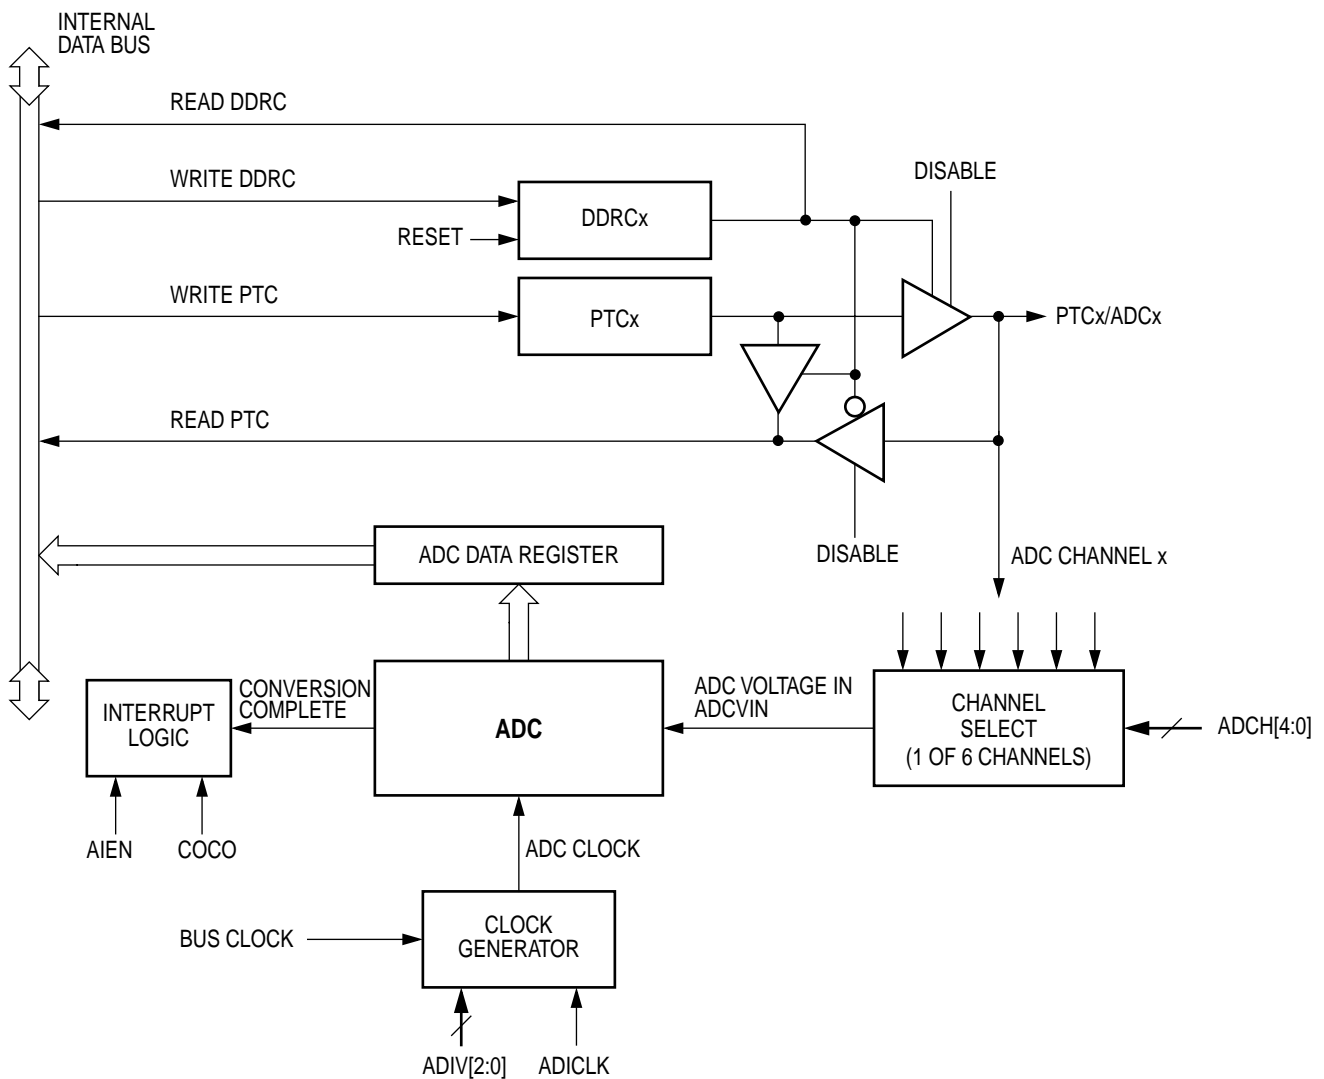 INTERNAL
DATA BUS
READ DDRC
WRITE DDRC
DISABLE
DDRCx
RESET
WRITE PTC
PTCx
PTCx/ADCx
READ PTC
DISABLE
ADC DATA REGISTER
ADC CHANNEL x
CONVERSION
COMPLETE
INTERRUPT
LOGIC
ADC
ADC VOLTAGE IN
ADCVIN
CHANNEL
SELECT
(1 OF 6 CHANNELS)
ADCH[4:0]
AIEN
COCO
ADC CLOCK
BUS CLOCK
CLOCK
GENERATOR
ADIV[2:0]
ADICLK